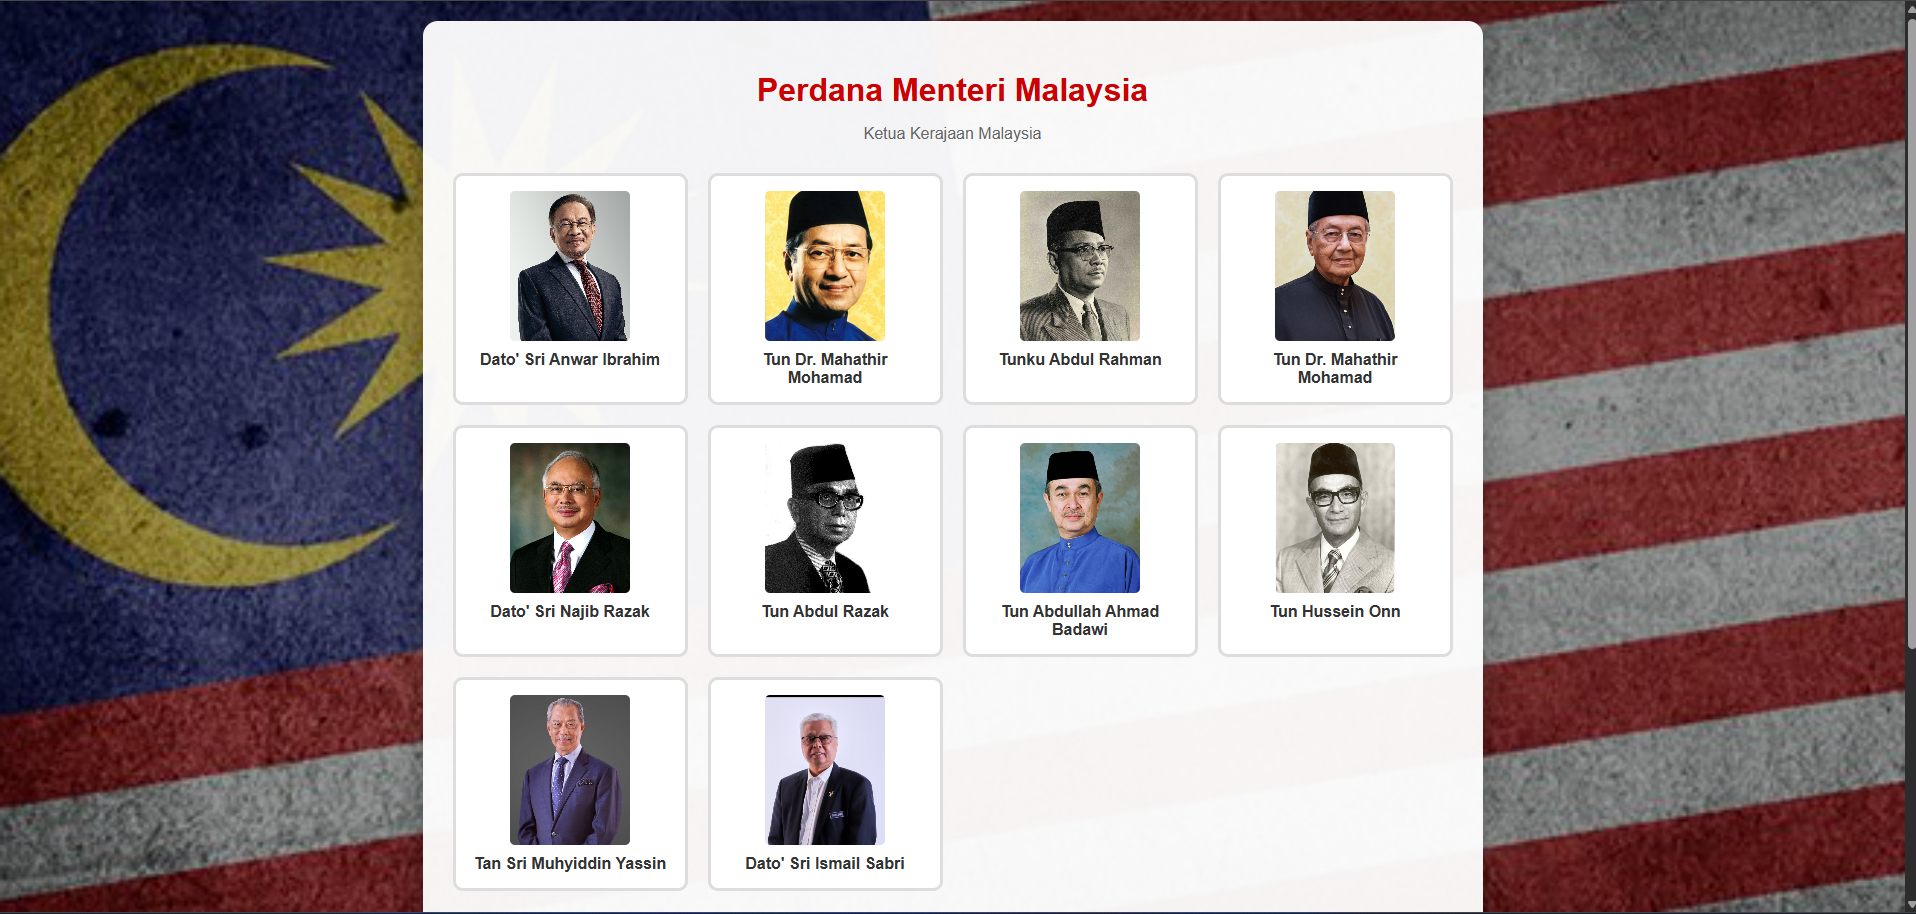 Perdana Menteri Malaysia
Ketua Kerajaan Malaysia
Dato' Sri Anwar Ibrahim
Tun Dr. Mahathir
Mohamad
Tunku Abdul Rahman
Tun Dr. Mahathir
Mohamad
Dato' Sri Najib Razak
Tun Abdul Razak
Tun Abdullah Ahmad
Badawi
Tun Hussein Onn
Tan Sri Muhyiddin Yassin
Dato' Sri Ismail Sabri